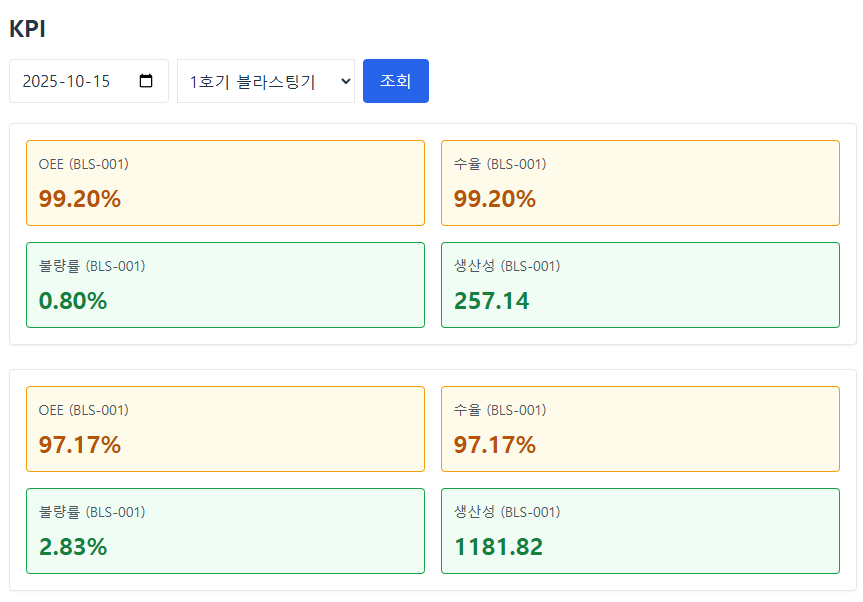 KPI
2025-10-15 1호기 블라스팅기 조회
OEE (BLS-001) 수율 (BLS-001)
99.20% 99.20%
불량률 (BLS-001) 생산성 (BLS-001)
0.80% 257.14
OEE (BLS-001) 수율 (BLS-001)
97.17% 97.17%
불량률 (BLS-001) 생산성 (BLS-001)
2.83% 1181.82